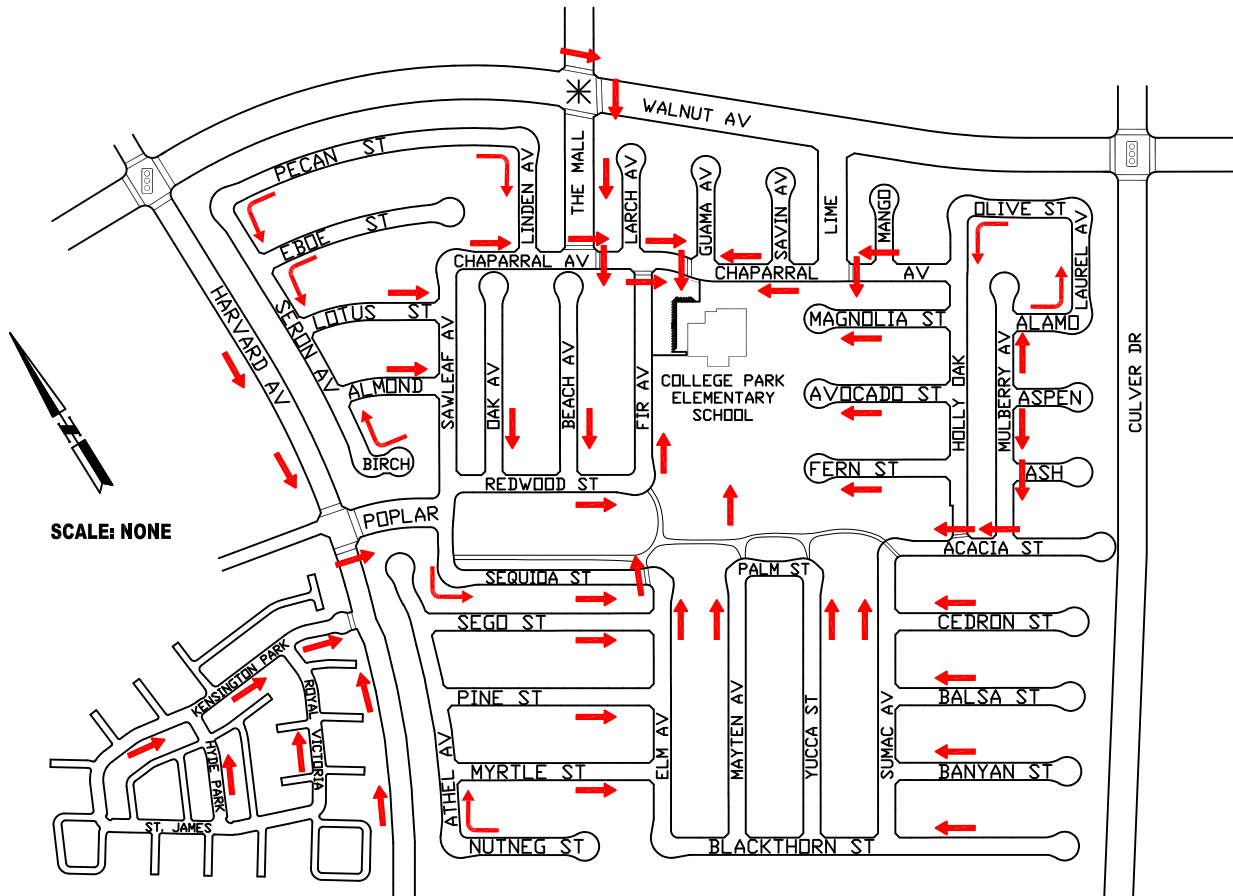 WALNUT AV
PECAN ST
LINDEN AV
THE MALL
LARCH AV
GUAMA AV
SAVIN AV
LIME
MANGO
OLIVE ST
LAUREL AV
EBOE ST
CHAPARRAL AV
CHAPARRAL AV
HARVARD AV
SERON AV
LOTUS ST
MAGNOLIA ST
ALAMO
SAWLEAF AV
OAK AV
BEACH AV
FIR AV
HOLLY OAK
MULBERRY AV
CULVER DR
ALMOND
COLLEGE PARK
ELEMENTARY
SCHOOL
AVOCADO ST
ASPEN
BIRCH
FERN ST
ASH
REDWOOD ST
N
SCALE: NONE
POPLAR
ACACIA ST
SEQUIOA ST
PALM ST
SEGO ST
CEDRON ST
KENSINGTON PARK
ROYAL VICTORIA
HYDE PARK
ST. JAMES
PINE ST
BALSA ST
ATHEL AV
ELM AV
MAYTEN AV
YUCCA ST
SUMAC AV
MYRTLE ST
BANYAN ST
NUTNEG ST
BLACKTHORN ST